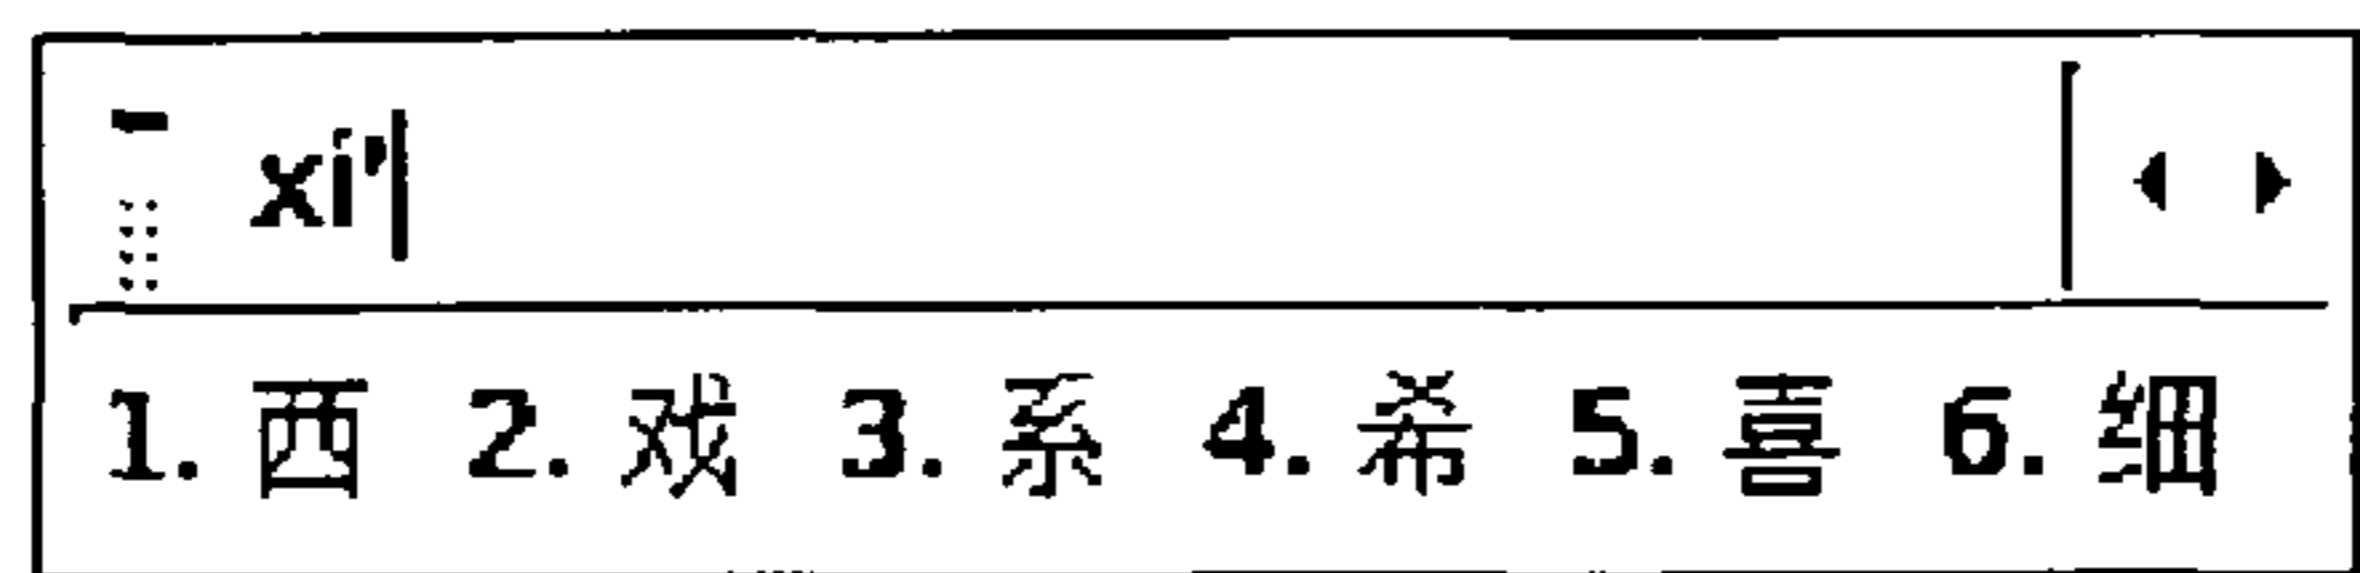 xi'
1. 西 2. 戏 3. 系 4. 希 5. 喜 6. 细